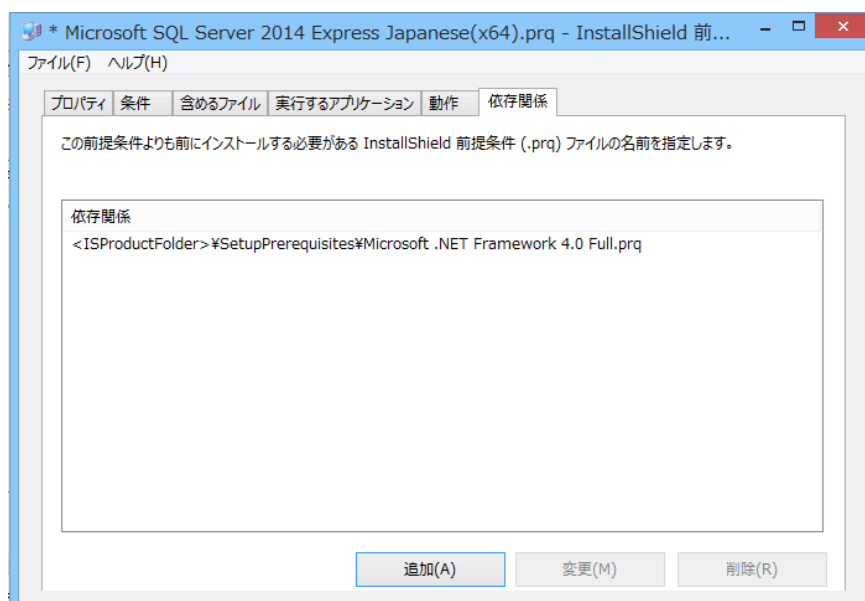 * Microsoft SQL Server 2014 Express Japanese(x64).prq - InstallShield 前...
ファイル(F) ヘルプ(H)
プロパティ 条件 含めるファイル 実行するアプリケーション 動作 依存関係
この前提条件よりも前にインストールする必要がある InstallShield 前提条件 (.prq) ファイルの名前を指定します。
依存関係
<ISProductFolder>¥SetupPrerequisites¥Microsoft .NET Framework 4.0 Full.prq
追加(A) 変更(M) 削除(R)